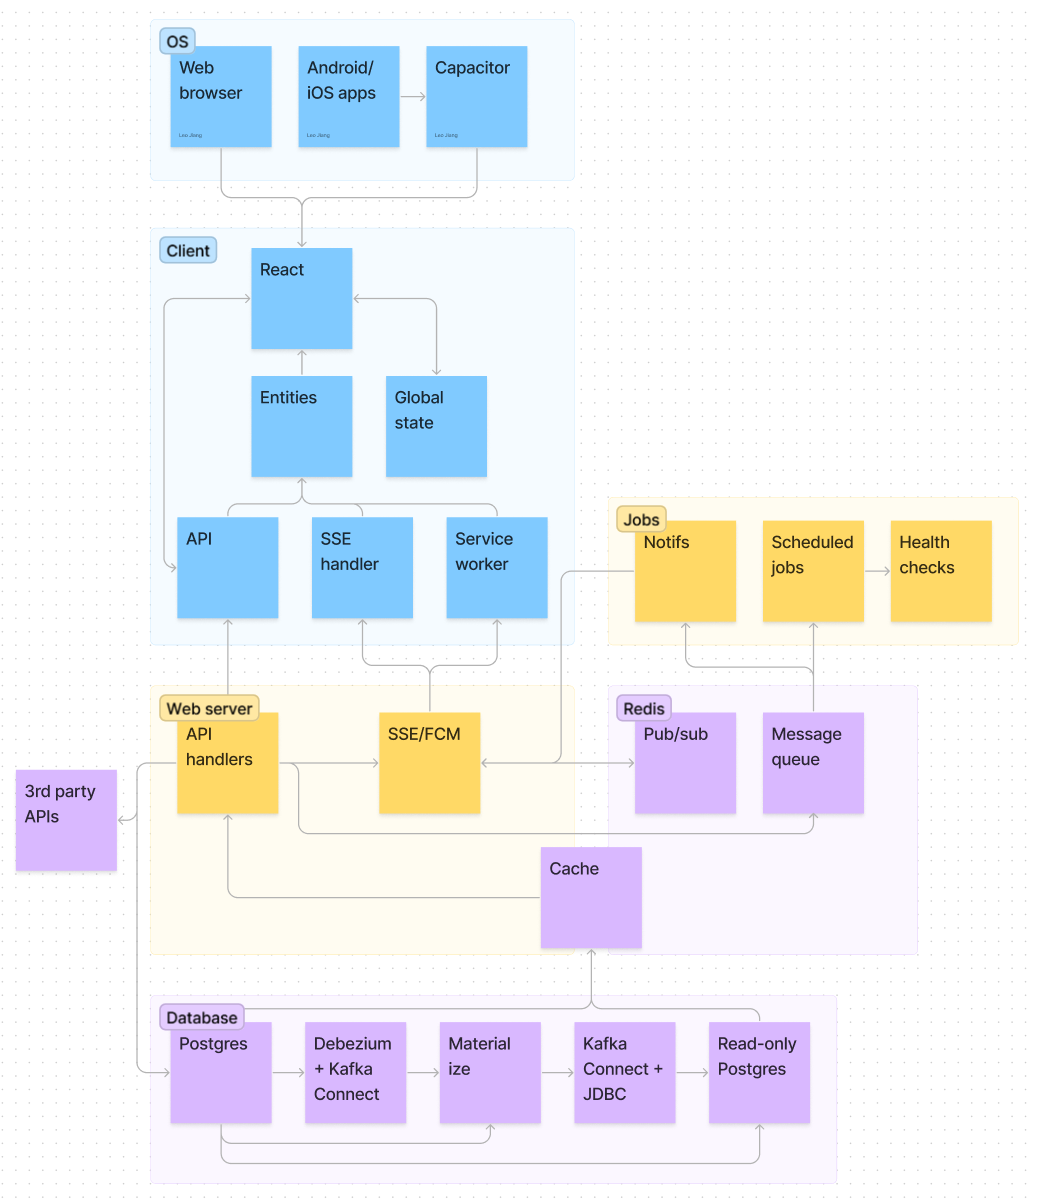 OS
Web
browser
Leo Jiang
Android/
iOS apps
Leo Jiang
Capacitor
Leo Jiang
Client
React
Entities
Global
state
API
SSE
handler
Service
worker
Jobs
Notifs
Scheduled
jobs
Health
checks
Web server
API
handlers
SSE/FCM
Redis
Pub/sub
Message
queue
3rd party
APIs
Cache
Database
Postgres
Debezium
+ Kafka
Connect
Material
ize
Kafka
Connect +
JDBC
Read-only
Postgres